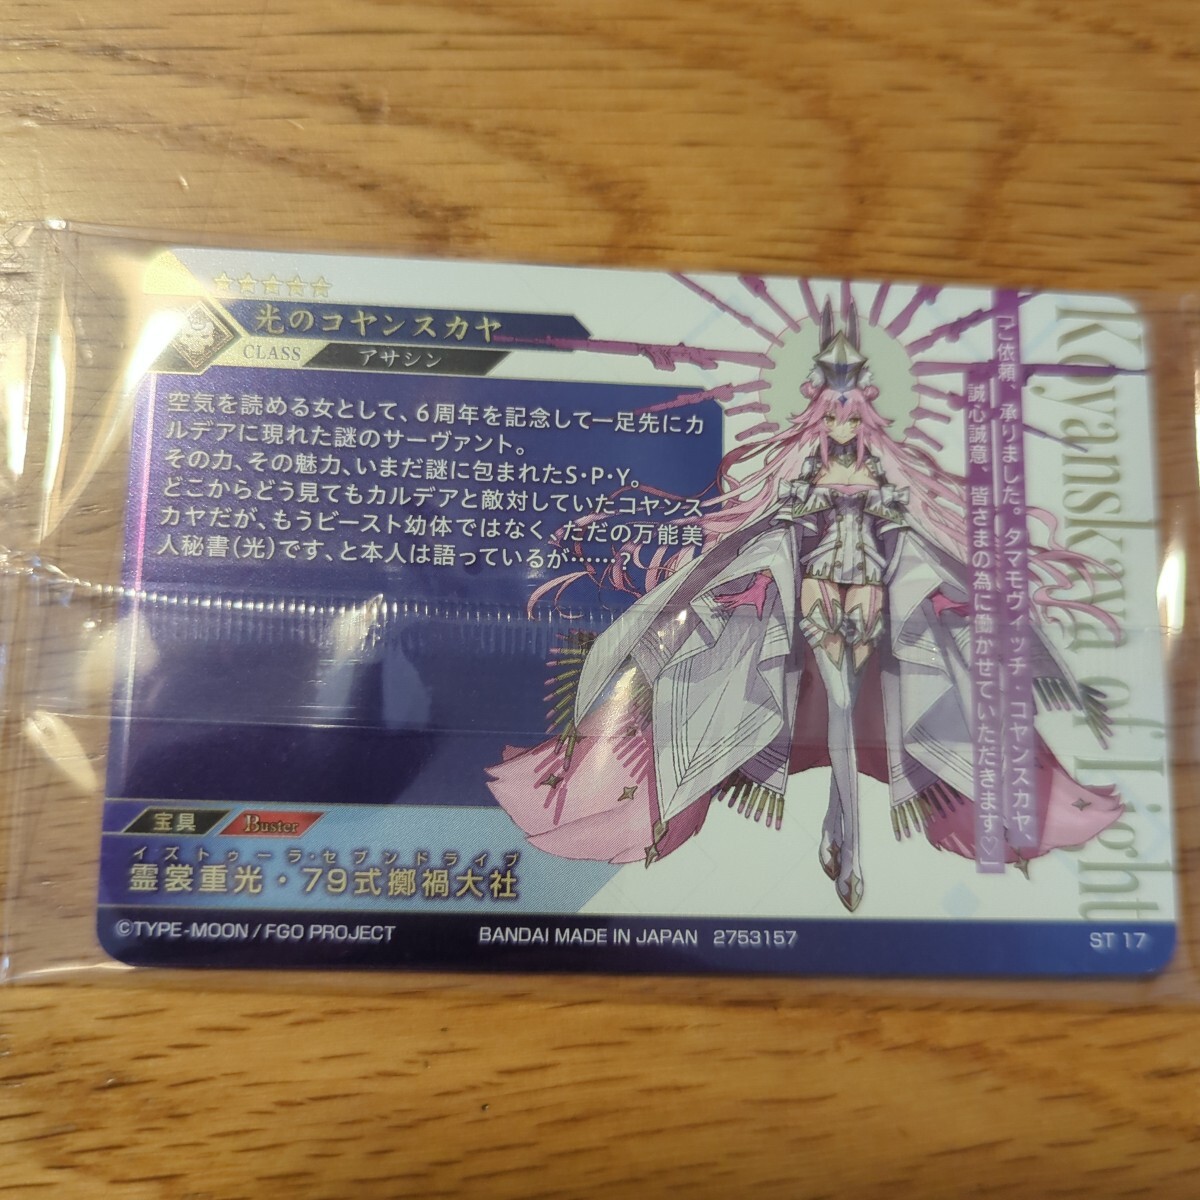 ☆☆☆☆☆
光のコヤンスカヤ
CLASS アサシン
空気を読める女として、6周年を記念して一足先にカ
ルデアに現れた謎のサーヴァント。
その力、その魅力、いまだ謎に包まれたS・P・Y。
どこからどう見てもカルデアと敵対していたコヤンス
カヤだが、もうビースト幼体ではなく、ただの万能美
人秘書(光)です、と本人は語っているが……?
「ご依頼、承りました。タマモヴィッチ・コヤンスカヤ、
誠心誠意、皆さまの為に働かせていただきます♡」
Koyanskaya of Light
宝具 Buster
イズトゥーラ・セブンドライブ
霊裳重光・79式擲禍大社
©TYPE-MOON / FGO PROJECT BANDAI MADE IN JAPAN 2753157 ST 17